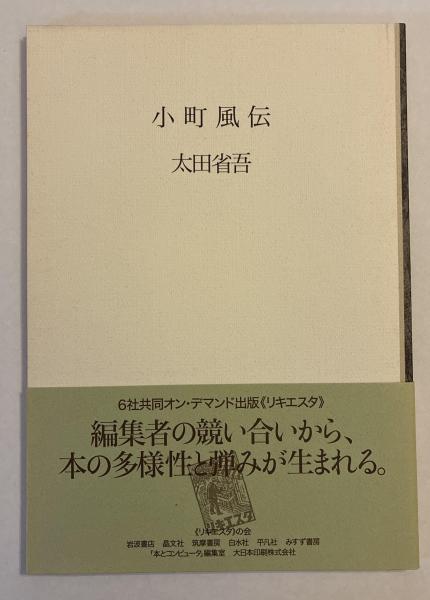 小町風伝
太田省吾
6社共同オン・デマンド出版《リキエスタ》
編集者の競い合いから、
本の多様性と弾みが生まれる。
リキエスタ
《リキエスタ》の会
岩波書店 晶文社 筑摩書房 白水社 平凡社 みすず書房
「本とコンピュータ」編集室 大日本印刷株式会社